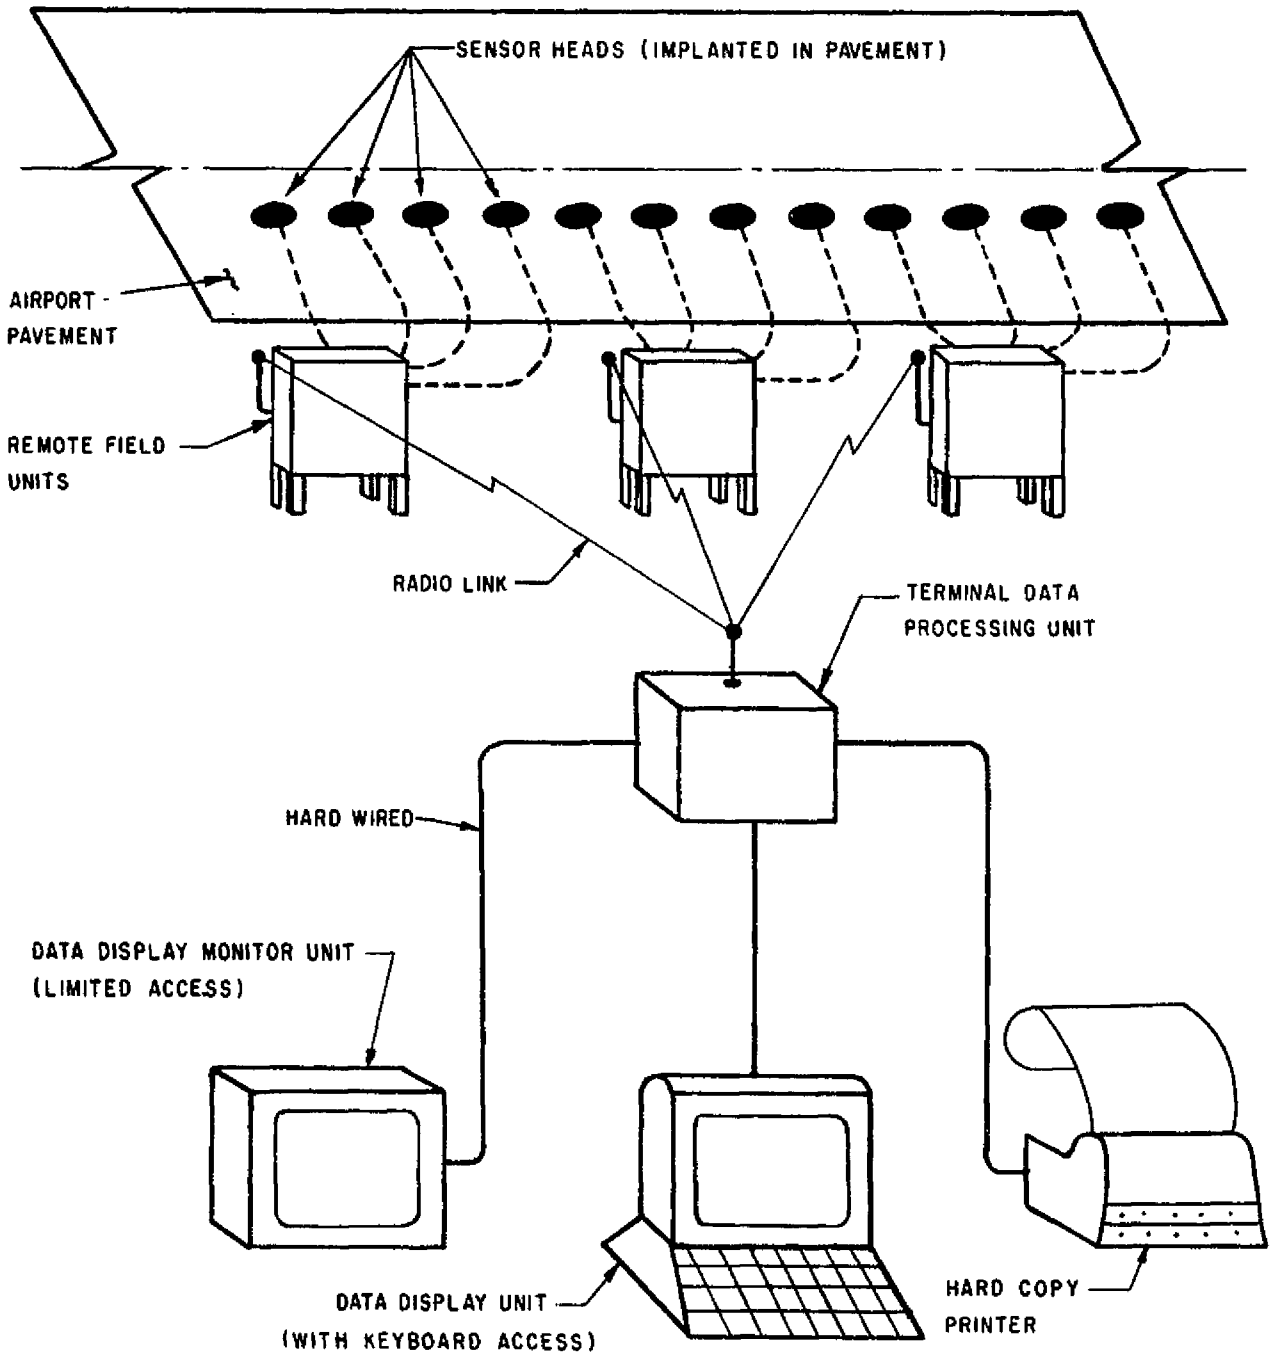 SENSOR HEADS (IMPLANTED IN PAVEMENT)
AIRPORT
PAVEMENT
REMOTE FIELD
UNITS
RADIO LINK
TERMINAL DATA
PROCESSING UNIT
HARD WIRED
DATA DISPLAY MONITOR UNIT
(LIMITED ACCESS)
DATA DISPLAY UNIT
(WITH KEYBOARD ACCESS)
HARD COPY
PRINTER